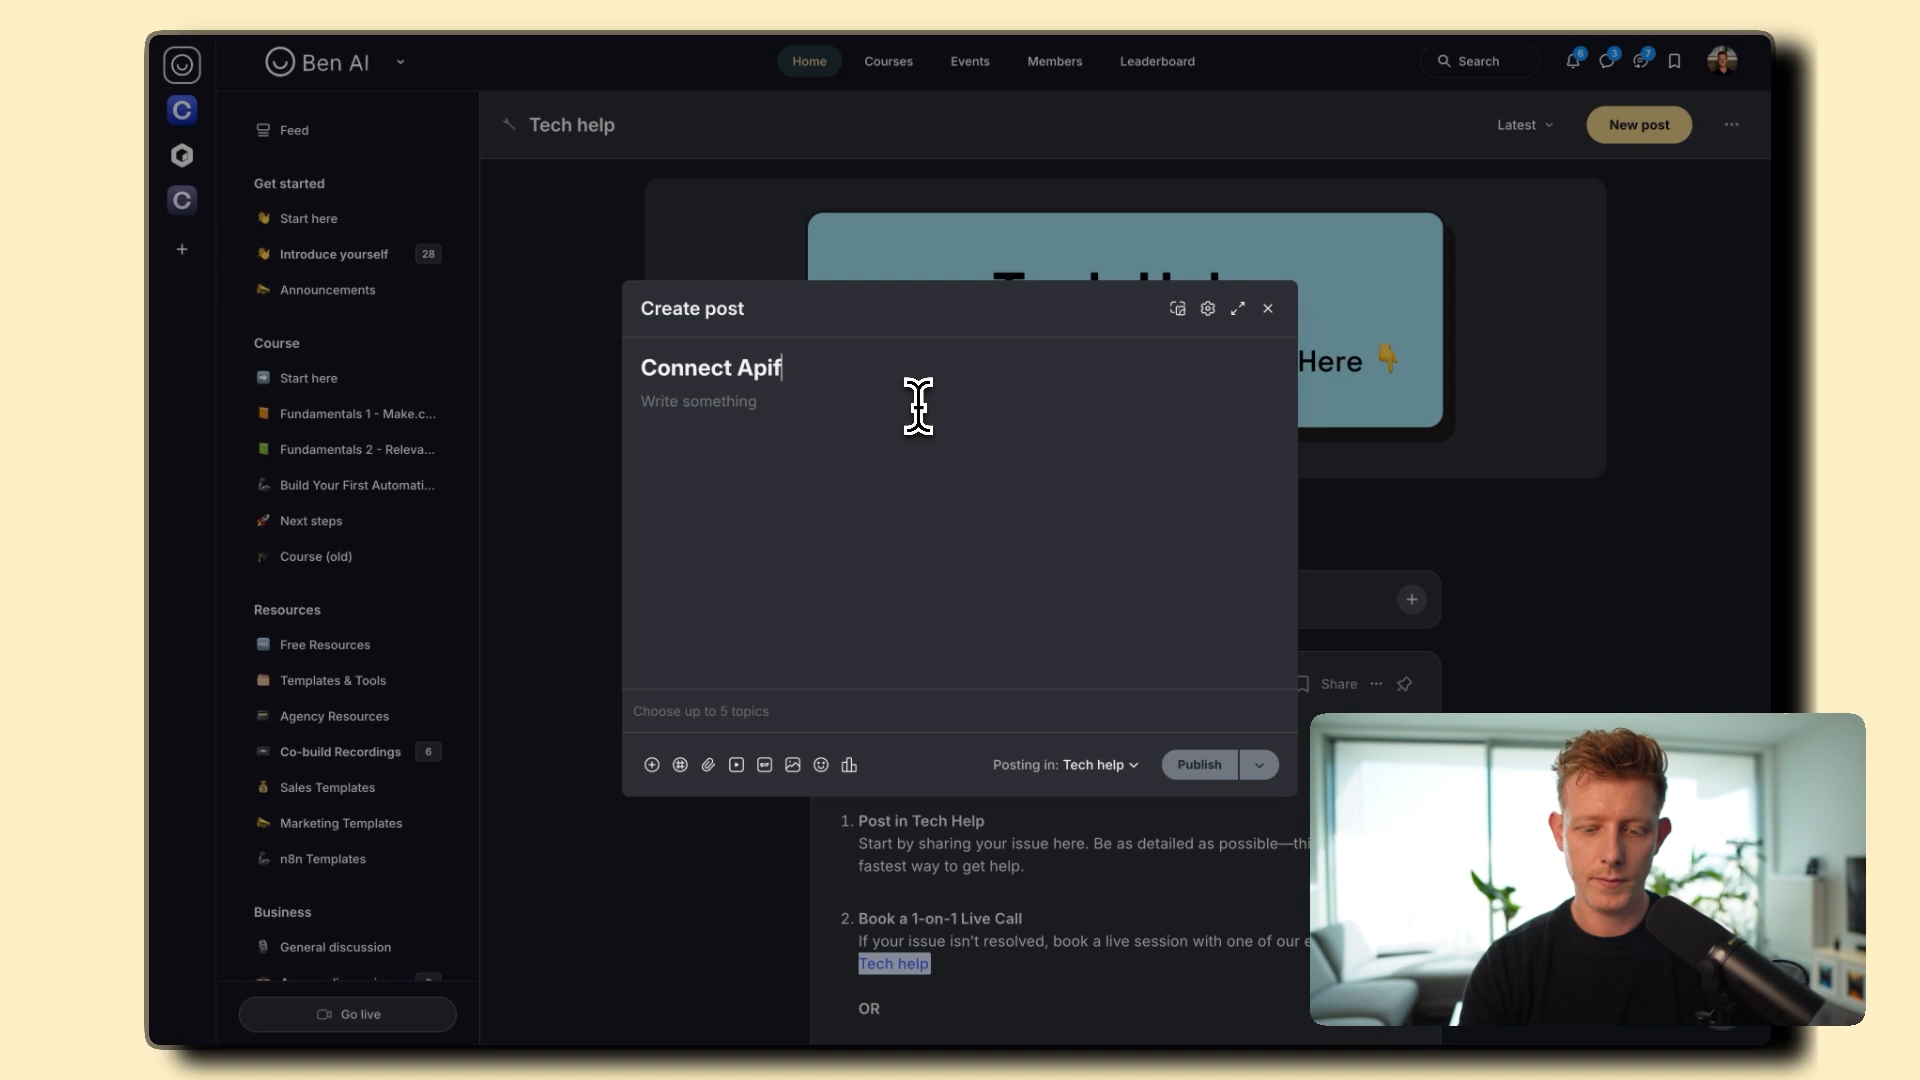 Ben AI
Home
Courses
Events
Members
Leaderboard
Search
6
3
7
C
C
Feed
Get started
Start here
Introduce yourself
28
Announcements
Course
Start here
Fundamentals 1 - Make.c...
Fundamentals 2 - Releva...
Build Your First Automati...
Next steps
Course (old)
Resources
Free Resources
Templates & Tools
Agency Resources
Co-build Recordings
6
Sales Templates
Marketing Templates
n8n Templates
Business
General discussion
Go live
Tech help
Latest
New post
Here
Create post
Connect Apif
Write something
Choose up to 5 topics
GIF
Posting in: Tech help
Publish
Share
1. Post in Tech Help
Start by sharing your issue here. Be as detailed as possible—thi
fastest way to get help.
2. Book a 1-on-1 Live Call
If your issue isn't resolved, book a live session with one of our e
Tech help
OR